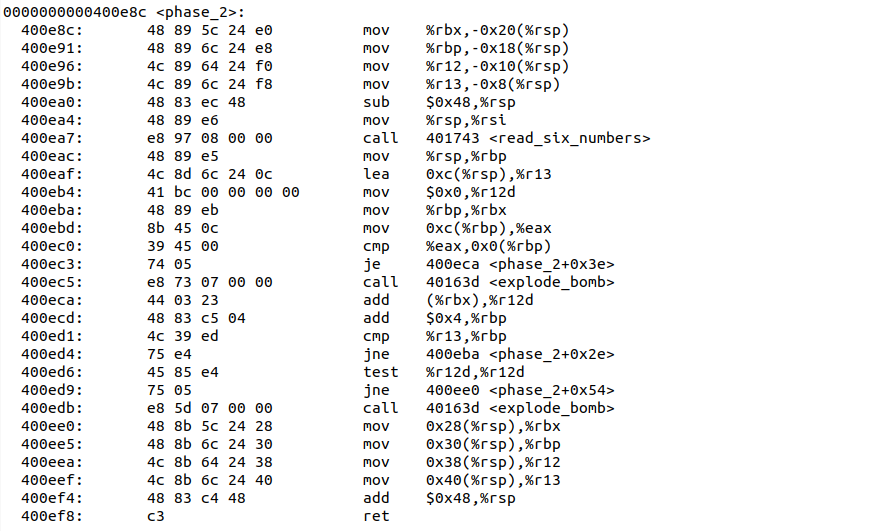 0000000000400e8c <phase_2>:
400e8c: 48 89 5c 24 e0 mov %rbx,-0x20(%rsp)
400e91: 48 89 6c 24 e8 mov %rbp,-0x18(%rsp)
400e96: 4c 89 64 24 f0 mov %r12,-0x10(%rsp)
400e9b: 4c 89 6c 24 f8 mov %r13,-0x8(%rsp)
400ea0: 48 83 ec 48 sub $0x48,%rsp
400ea4: 48 89 e6 mov %rsp,%rsi
400ea7: e8 97 08 00 00 call 401743 <read_six_numbers>
400eac: 48 89 e5 mov %rsp,%rbp
400eaf: 4c 8d 6c 24 0c lea 0xc(%rsp),%r13
400eb4: 41 bc 00 00 00 00 mov $0x0,%r12d
400eba: 48 89 eb mov %rbp,%rbx
400ebd: 8b 45 0c mov 0xc(%rbp),%eax
400ec0: 39 45 00 cmp %eax,0x0(%rbp)
400ec3: 74 05 je 400eca <phase_2+0x3e>
400ec5: e8 73 07 00 00 call 40163d <explode_bomb>
400eca: 44 03 23 add (%rbx),%r12d
400ecd: 48 83 c5 04 add $0x4,%rbp
400ed1: 4c 39 ed cmp %r13,%rbp
400ed4: 75 e4 jne 400eba <phase_2+0x2e>
400ed6: 45 85 e4 test %r12d,%r12d
400ed9: 75 05 jne 400ee0 <phase_2+0x54>
400edb: e8 5d 07 00 00 call 40163d <explode_bomb>
400ee0: 48 8b 5c 24 28 mov 0x28(%rsp),%rbx
400ee5: 48 8b 6c 24 30 mov 0x30(%rsp),%rbp
400eea: 4c 8b 64 24 38 mov 0x38(%rsp),%r12
400eef: 4c 8b 6c 24 40 mov 0x40(%rsp),%r13
400ef4: 48 83 c4 48 add $0x48,%rsp
400ef8: c3 ret